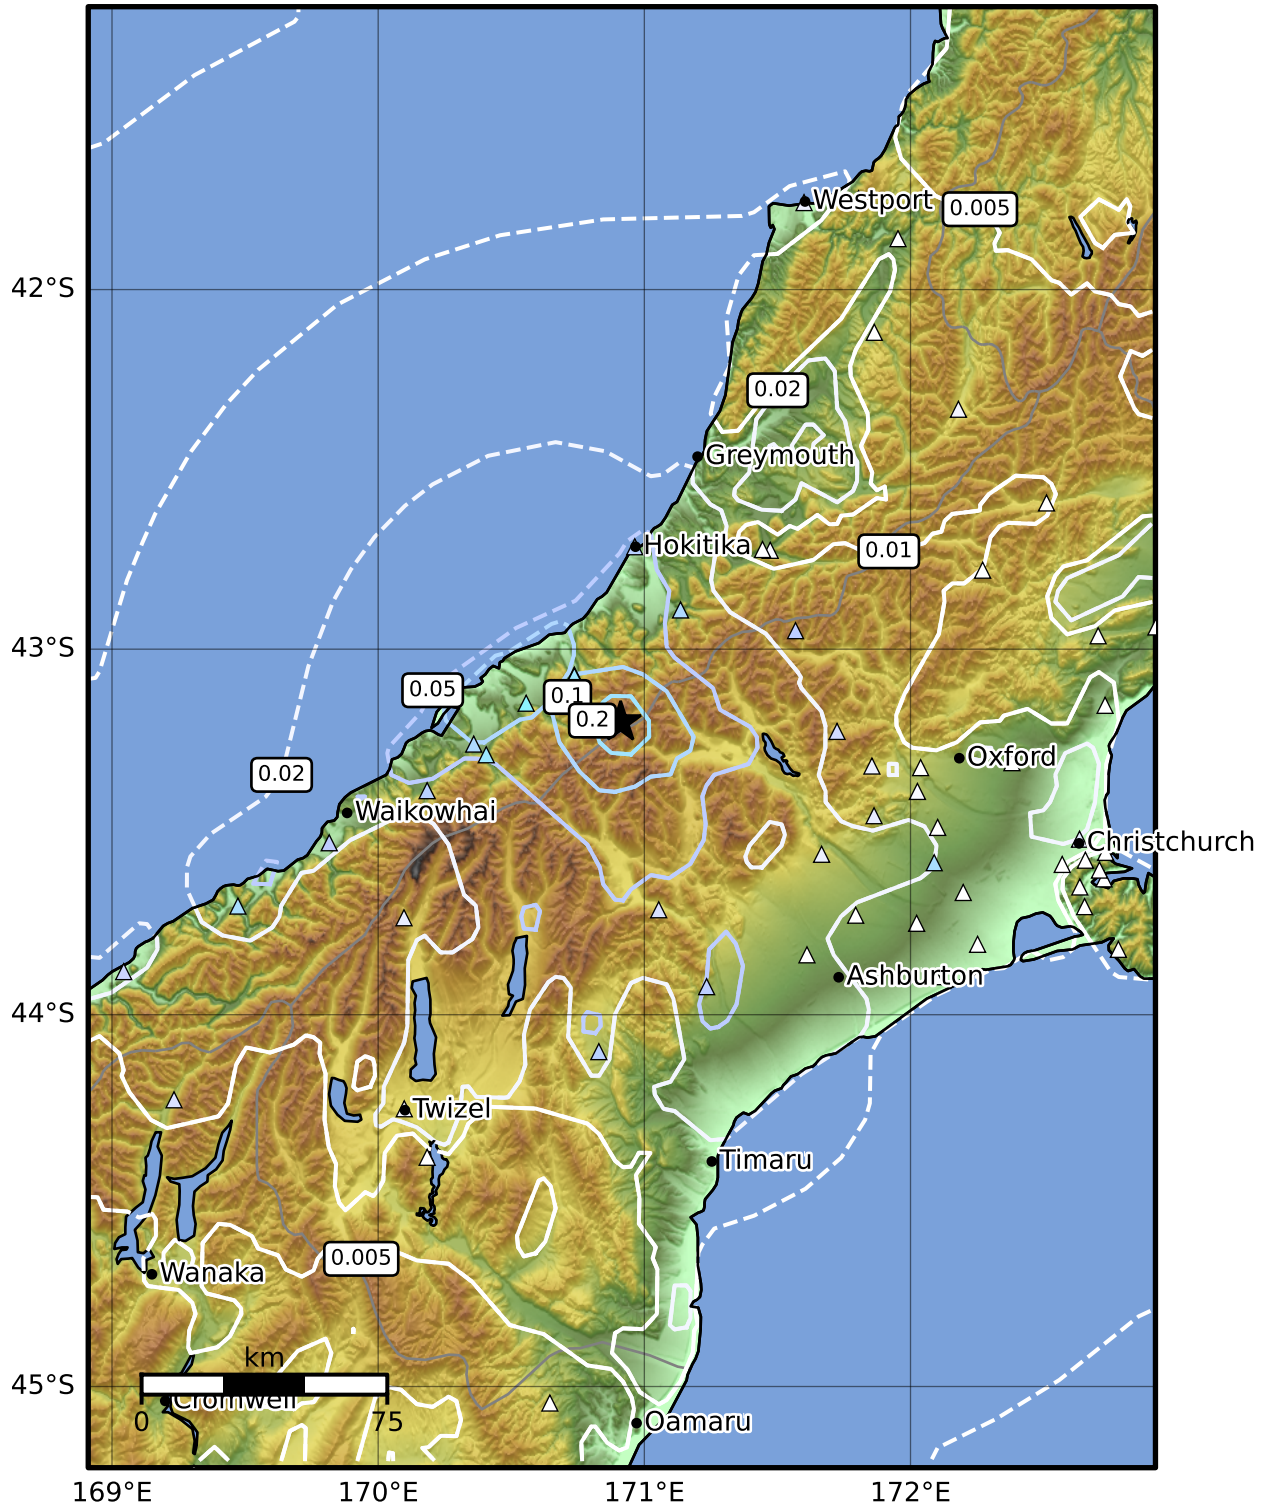 Westport
0.005
42°S
0.02
Greymouth
Hokitika
0.01
43°S
0.05
0.1
0.2
Oxford
0.02
Waikowhai
Christchurch
Ashburton
44°S
Twizel
Timaru
0.005
Wanaka
km
45°S
Cromwell
0
75
Oamaru
169°E
170°E
171°E
172°E